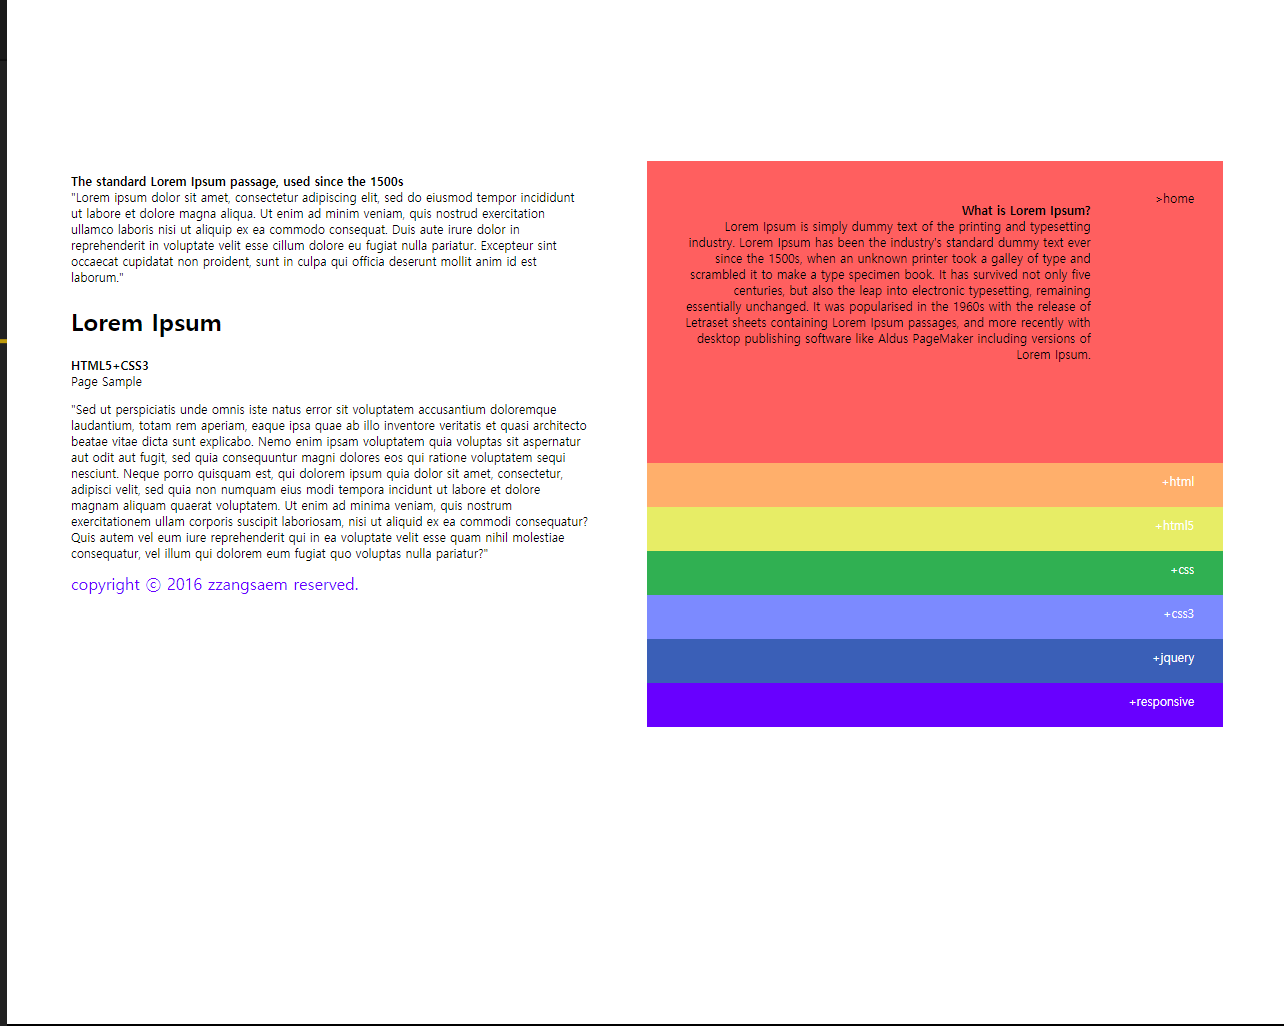 The standard Lorem Ipsum passage, used since the 1500s
"Lorem ipsum dolor sit amet, consectetur adipiscing elit, sed do eiusmod tempor incididunt
ut labore et dolore magna aliqua. Ut enim ad minim veniam, quis nostrud exercitation
ullamco laboris nisi ut aliquip ex ea commodo consequat. Duis aute irure dolor in
reprehenderit in voluptate velit esse cillum dolore eu fugiat nulla pariatur. Excepteur sint
occaecat cupidatat non proident, sunt in culpa qui officia deserunt mollit anim id est
laborum."
Lorem Ipsum
HTML5+CSS3
Page Sample
"Sed ut perspiciatis unde omnis iste natus error sit voluptatem accusantium doloremque
laudantium, totam rem aperiam, eaque ipsa quae ab illo inventore veritatis et quasi architecto
beatae vitae dicta sunt explicabo. Nemo enim ipsam voluptatem quia voluptas sit aspernatur
aut odit aut fugit, sed quia consequuntur magni dolores eos qui ratione voluptatem sequi
nesciunt. Neque porro quisquam est, qui dolorem ipsum quia dolor sit amet, consectetur,
adipisci velit, sed quia non numquam eius modi tempora incidunt ut labore et dolore
magnam aliquam quaerat voluptatem. Ut enim ad minima veniam, quis nostrum
exercitationem ullam corporis suscipit laboriosam, nisi ut aliquid ex ea commodi consequatur?
Quis autem vel eum iure reprehenderit qui in ea voluptate velit esse quam nihil molestiae
consequatur, vel illum qui dolorem eum fugiat quo voluptas nulla pariatur?"
copyright ⓒ 2016 zzangsaem reserved.
>home
What is Lorem Ipsum?
Lorem Ipsum is simply dummy text of the printing and typesetting
industry. Lorem Ipsum has been the industry's standard dummy text ever
since the 1500s, when an unknown printer took a galley of type and
scrambled it to make a type specimen book. It has survived not only five
centuries, but also the leap into electronic typesetting, remaining
essentially unchanged. It was popularised in the 1960s with the release of
Letraset sheets containing Lorem Ipsum passages, and more recently with
desktop publishing software like Aldus PageMaker including versions of
Lorem Ipsum.
+html
+html5
+css
+css3
+jquery
+responsive